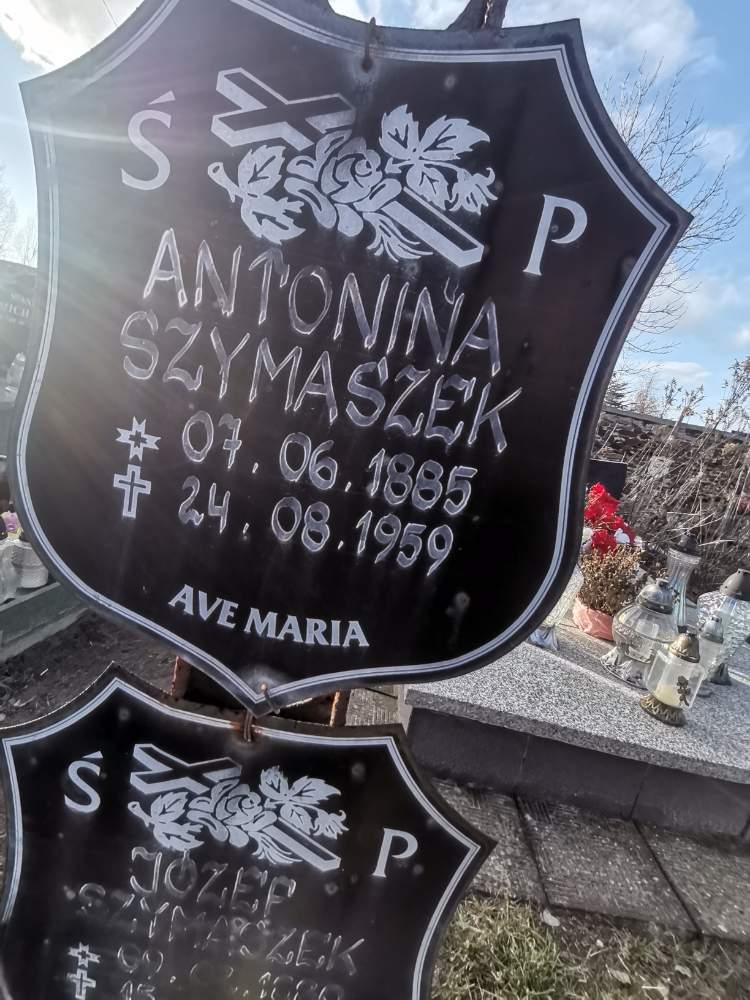 Ś P
ANTONINA
SZYMASZEK
07.06.1885
24.08.1959
AVE MARIA
Ś P
JÓZEF
SZYMASZEK